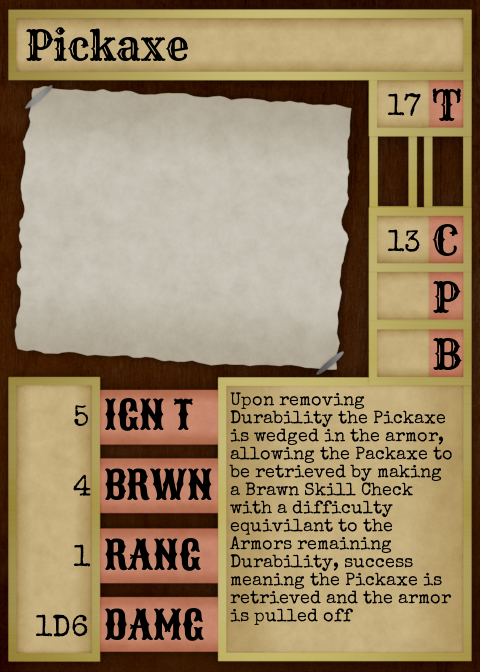 Pickaxe
17 T
13 C
P
B
5 IGN T
4 BRWN
1 RANG
1D6 DAMG
Upon removing
Durability the Pickaxe
is wedged in the armor,
allowing the Packaxe to
be retrieved by making
a Brawn Skill Check
with a difficulty
equivilant to the
Armors remaining
Durability, success
meaning the Pickaxe is
retrieved and the armor
is pulled off